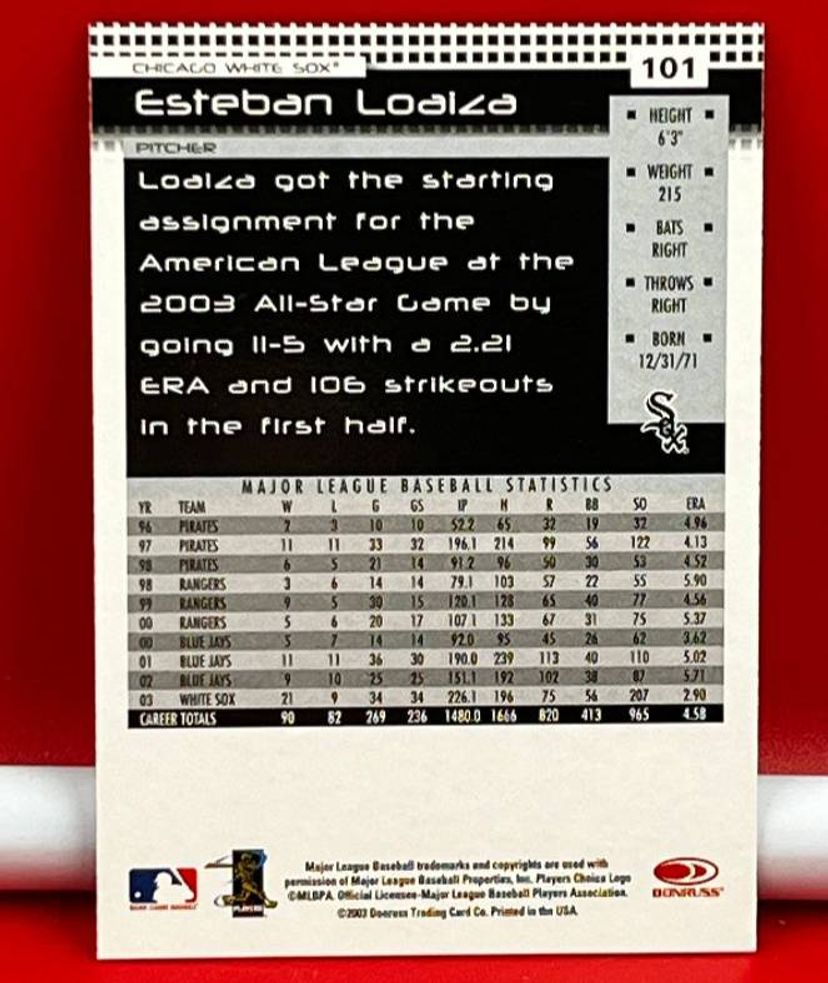 CHICAGO WHITE SOX®
101
Esteban Loaiza
PITCHER
Loaiza got the starting
assignment for the
American League at the
2003 All-Star Game by
going 11-5 with a 2.21
ERA and 106 strikeouts
in the first half.
HEIGHT
6'3"
WEIGHT
215
BATS
RIGHT
THROWS
RIGHT
BORN
12/31/71
Sox
MAJOR LEAGUE BASEBALL STATISTICS
YR TEAM W L G GS IP H R BB SO ERA
96 PIRATES 2 3 10 10 52.2 65 32 19 32 4.96
97 PIRATES 11 11 33 32 196.1 214 99 56 122 4.13
98 PIRATES 6 5 21 14 91.2 96 50 30 53 4.52
98 RANGERS 3 6 14 14 79.1 103 57 22 55 5.90
99 RANGERS 9 5 30 15 120.1 128 65 40 77 4.56
00 RANGERS 5 6 20 17 107.1 133 67 31 75 5.37
00 BLUE JAYS 5 7 14 14 92.0 95 45 26 62 3.62
01 BLUE JAYS 11 11 36 30 190.0 239 113 40 110 5.02
02 BLUE JAYS 9 10 25 25 151.1 192 102 38 87 5.71
03 WHITE SOX 21 9 34 34 226.1 196 75 56 207 2.90
CAREER TOTALS 90 82 269 236 1480.0 1666 820 413 965 4.58
Major League Baseball trademarks and copyrights are used with
permission of Major League Baseball Properties, Inc. Players Choice Logo
©MLBPA. Official Licensee-Major League Baseball Players Association.
©2003 Donruss Trading Card Co. Printed in the USA
DONRUSS